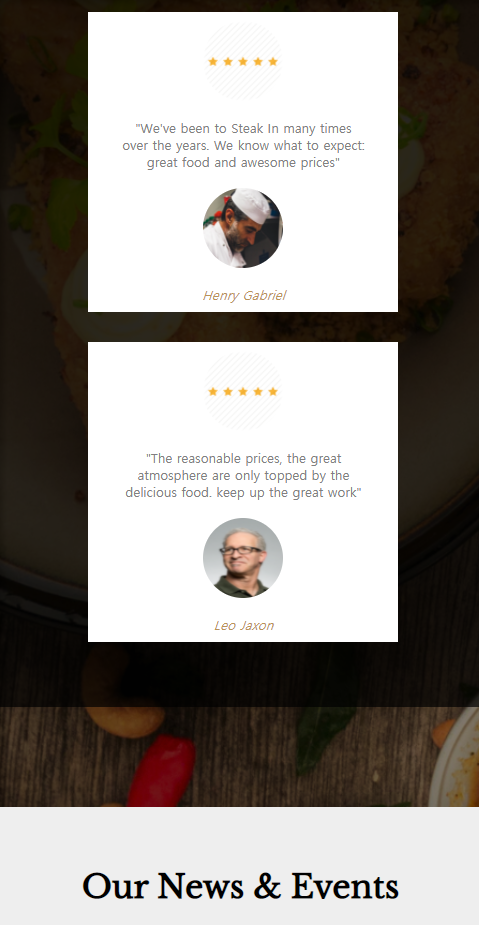 "We've been to Steak In many times
over the years. We know what to expect:
great food and awesome prices"
Henry Gabriel
"The reasonable prices, the great
atmosphere are only topped by the
delicious food. keep up the great work"
Leo Jaxon
Our News & Events